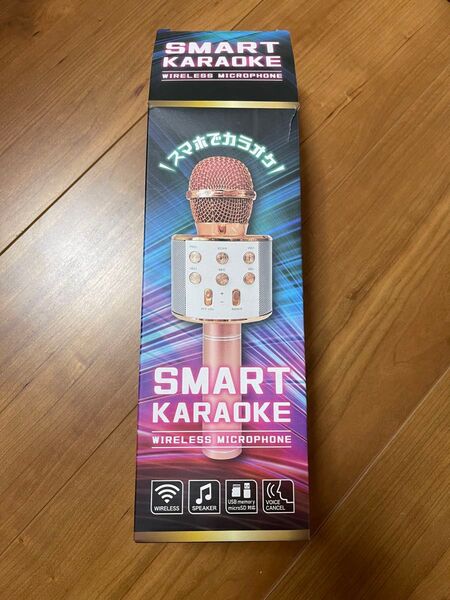 SMART
KARAOKE
WIRELESS MICROPHONE
スマホでカラオケ
SMART
KARAOKE
WIRELESS MICROPHONE
WIRELESS
SPEAKER
USB memory
microSD 対応
VOICE
CANCEL